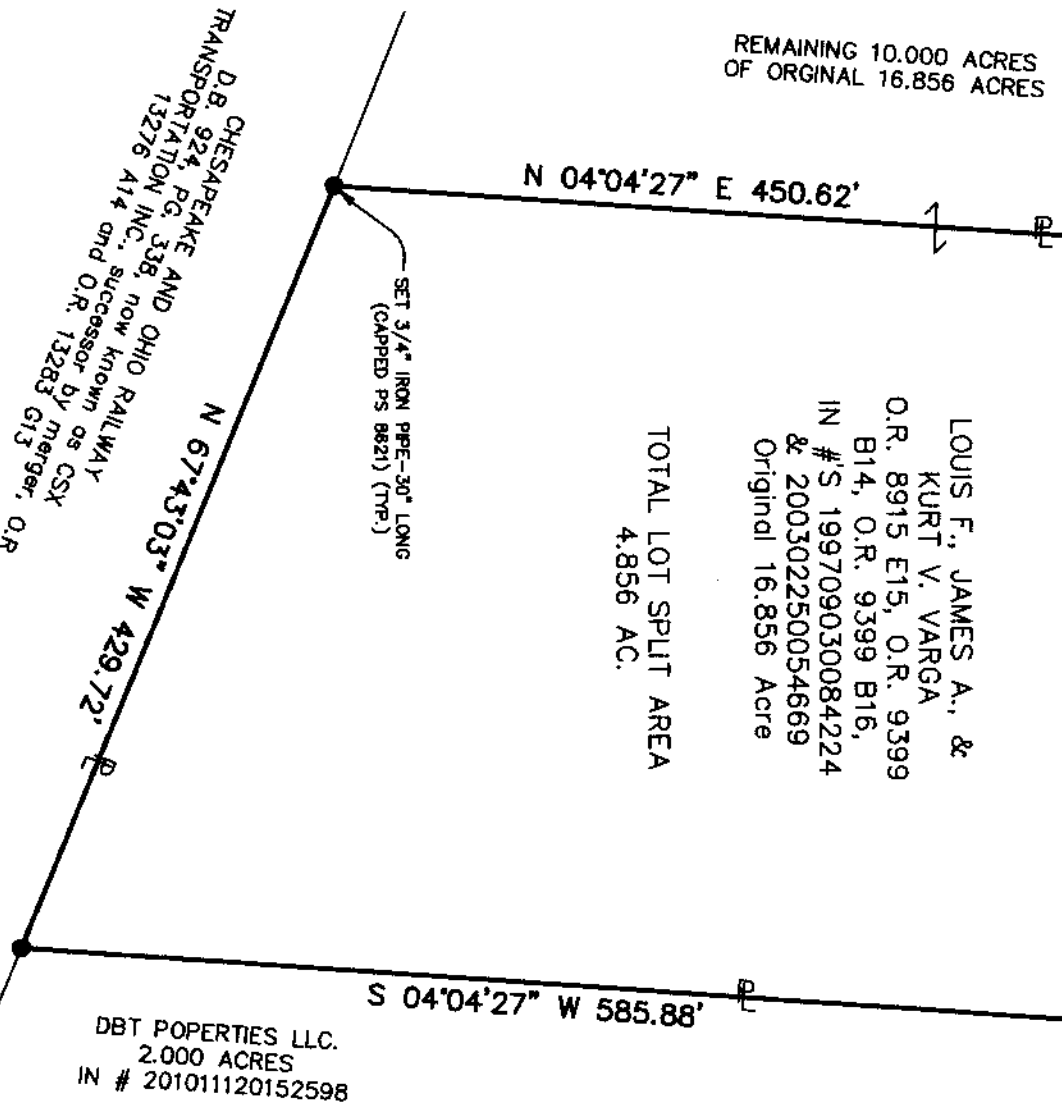 REMAINING 10.000 ACRES
OF ORGINAL 16.856 ACRES
N 04°04'27" E 450.62'
PL
CHESAPEAKE AND OHIO RAILWAY
D.B. 924, PG. 338, now known as CSX
TRANSPORTATION INC., successor by merger, O.R
13276 A14 and O.R. 13283 G13
SET 3/4" IRON PIPE-30" LONG
(CAPPED PS 8621) (TYP.)
LOUIS F., JAMES A., &
KURT V. VARGA
O.R. 8915 E15, O.R. 9399
B14, O.R. 9399 B16,
IN #'S 199709030084224
& 200302250054669
Original 16.856 Acre
TOTAL LOT SPLIT AREA
4.856 AC.
N 67°43'03" W 429.72'
PL
S 04°04'27" W 585.88'
PL
DBT POPERTIES LLC.
2.000 ACRES
IN # 201011120152598